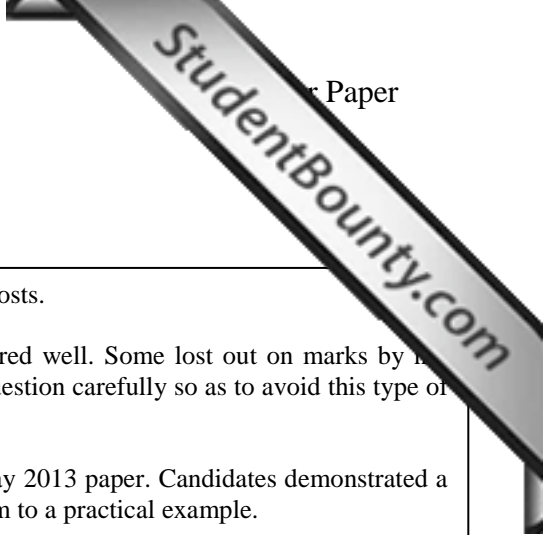 StudentBounty.com
Paper
osts.
red well. Some lost out on marks by
estion carefully so as to avoid this type of
ay 2013 paper. Candidates demonstrated a
m to a practical example.